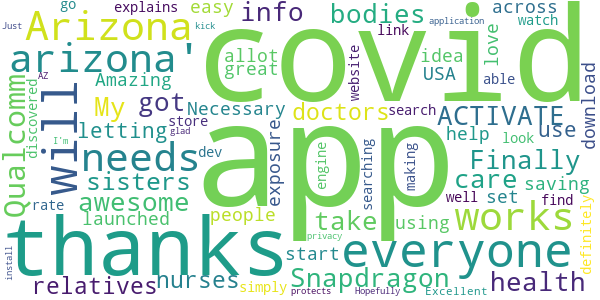 Just
go
explains
easy
info
bodies
across
covid
kick
link
watch
application
Arizona
arizona'
allot
great
idea
love
AZ
Amazing
USA
able
website
My
got
Necessary
doctors
ACTIVATE
download
Qualcomm
discovered
will
glad
store
letting
search
use
dev
exposure
help
look
needs
app
engine
searching
making
Finally
I'm
sisters
care
saving
rate
awesome
well
set
find
launched
people
take
using
works
definitely
thanks
start
everyone
privacy
install
nurses
Snapdragon
health
relatives
simply
protects
Hopefully
Excellent